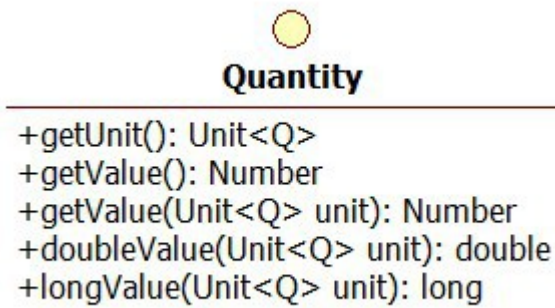 Quantity
+getUnit(): Unit<Q>
+getValue(): Number
+getValue(Unit<Q> unit): Number
+doubleValue(Unit<Q> unit): double
+longValue(Unit<Q> unit): long